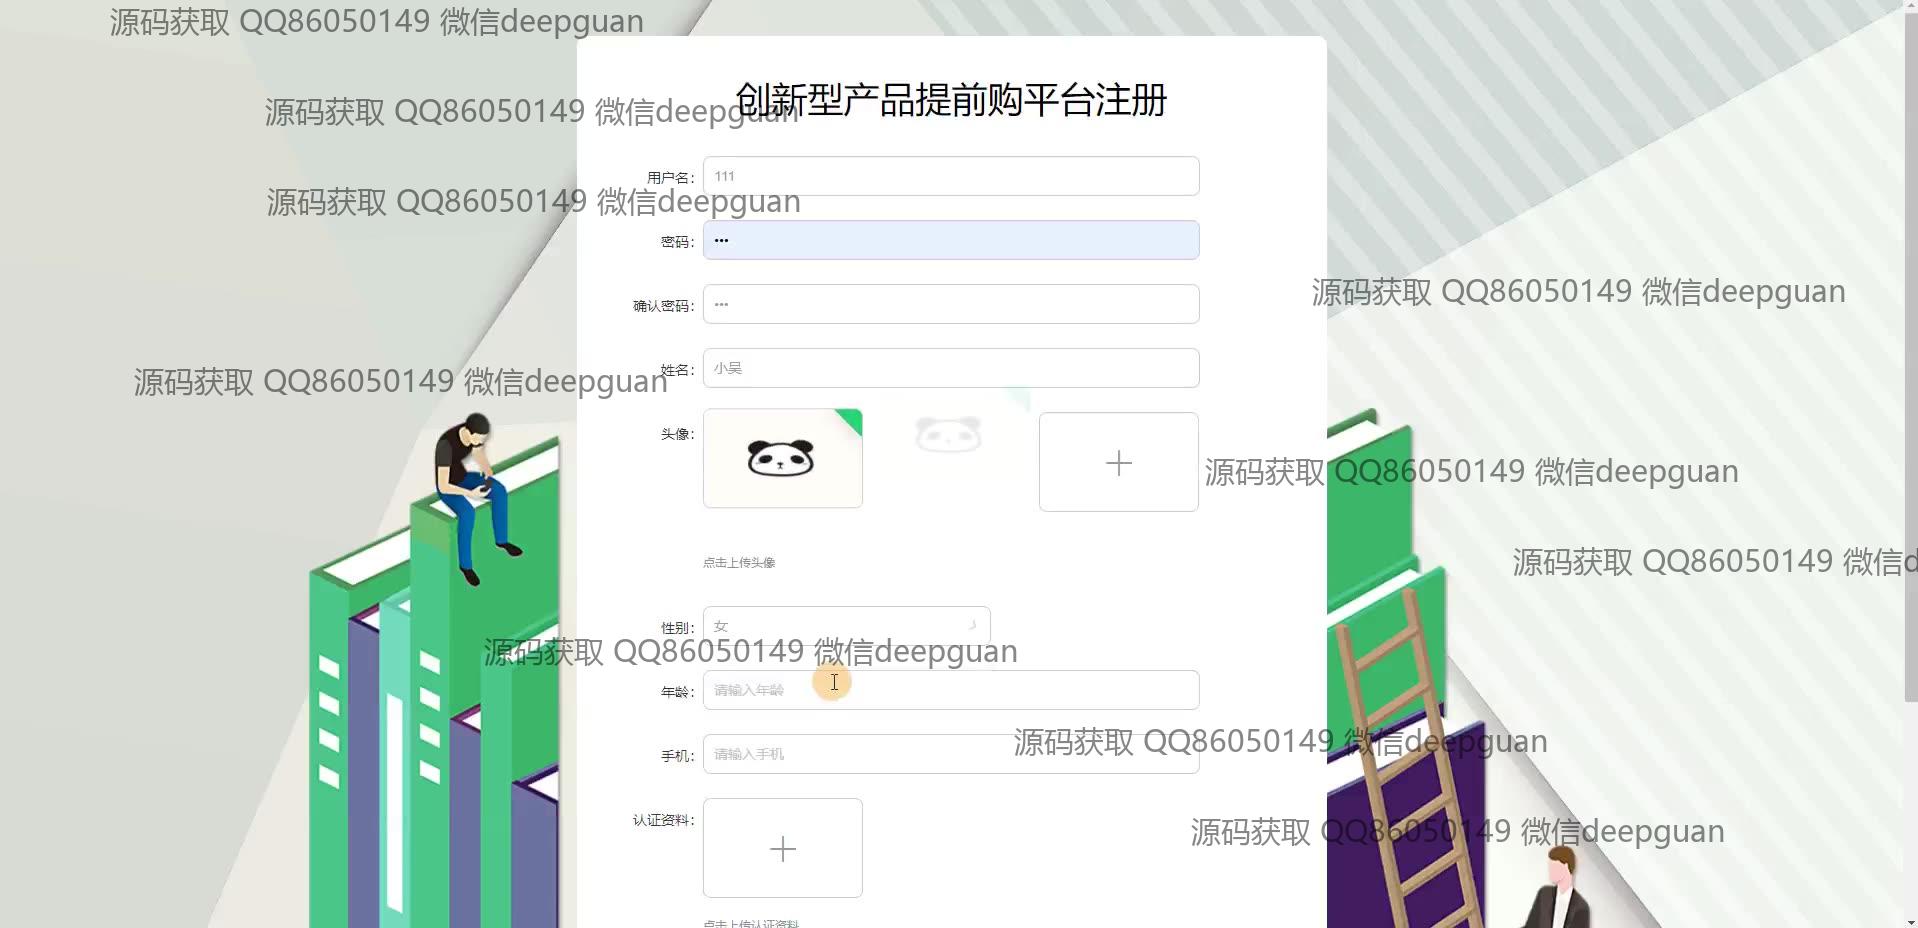 源码获取 QQ86050149 微信deepguan
创新型产品提前购平台注册
源码获取 QQ86050149 微信deepguan
用户名：
111
源码获取 QQ86050149 微信deepguan
密码：
•••
源码获取 QQ86050149 微信deepguan
确认密码：
•••
姓名：
小吴
源码获取 QQ86050149 微信deepguan
头像：
源码获取 QQ86050149 微信deepguan
点击上传头像
源码获取 QQ86050149 微信d
性别：
女
源码获取 QQ86050149 微信deepguan
年龄：
请输入年龄
源码获取 QQ86050149 微信deepguan
手机：
请输入手机
认证资料：
源码获取 QQ86050149 微信deepguan
点击上传认证资料